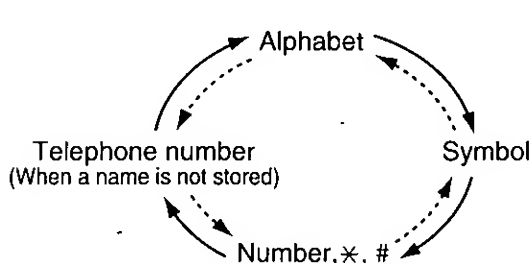 Alphabet
Telephone number
(When a name is not stored)
Symbol
Number,✳, #